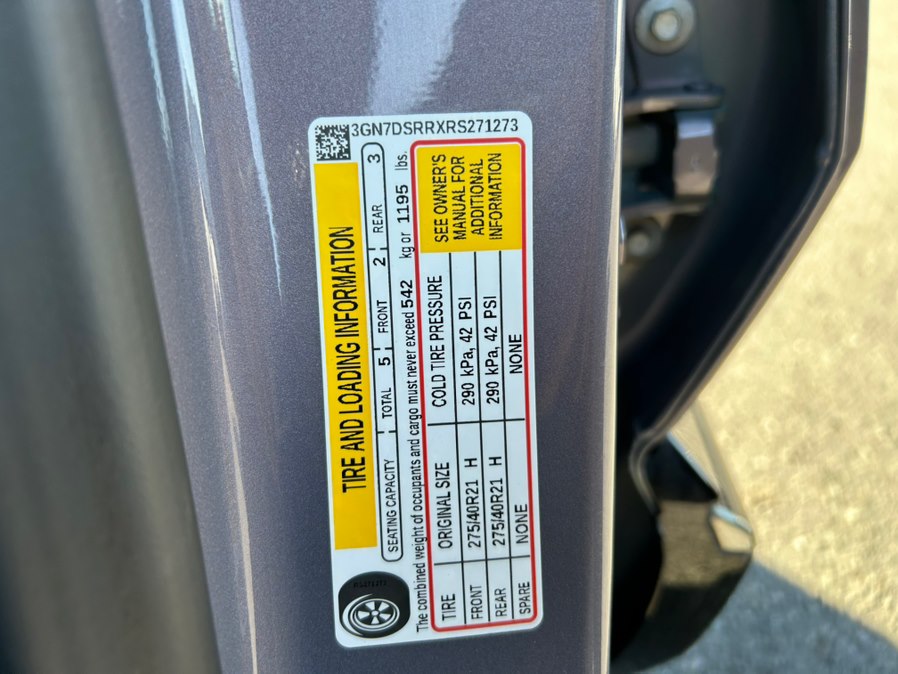 3GN7DSRRXRS271273
TIRE AND LOADING INFORMATION
SEATING CAPACITY TOTAL 5 FRONT 2 REAR 3
The combined weight of occupants and cargo must never exceed 542 kg or 1195 lbs.
TIRE ORIGINAL SIZE COLD TIRE PRESSURE
FRONT 275/40R21 H 290 kPa, 42 PSI
REAR 275/40R21 H 290 kPa, 42 PSI
SPARE NONE NONE
SEE OWNER'S
MANUAL FOR
ADDITIONAL
INFORMATION